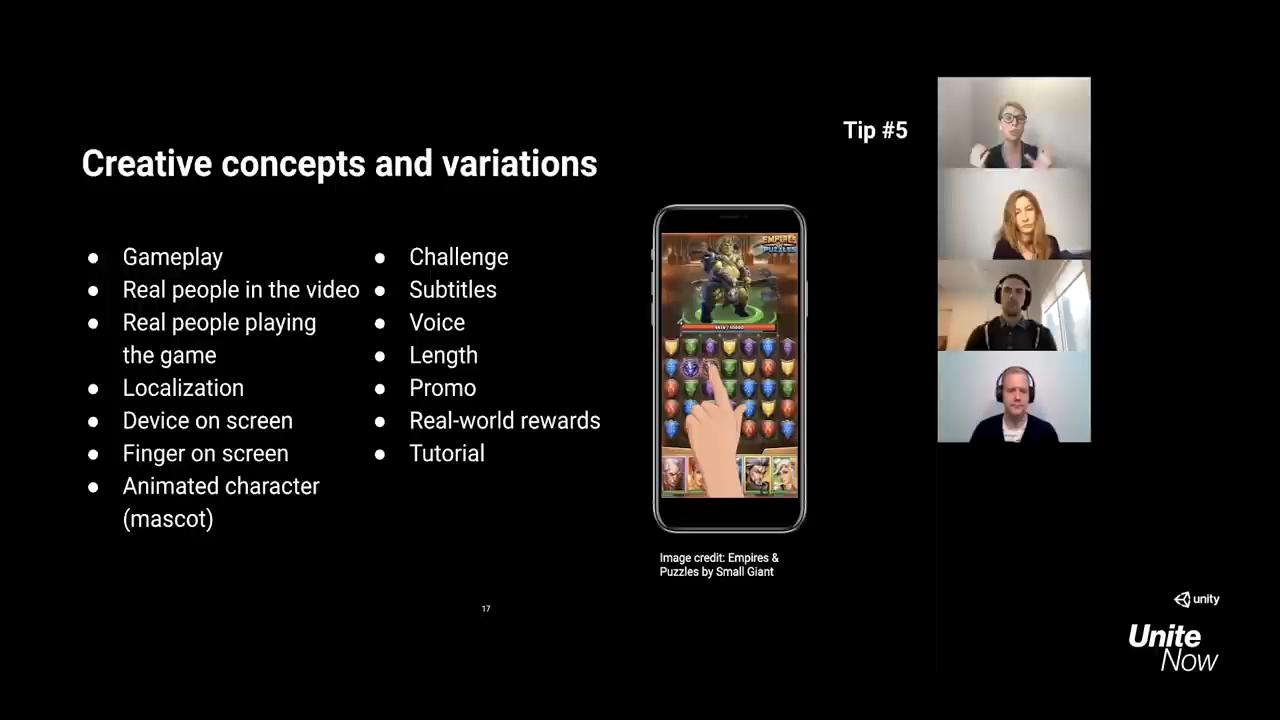 Tip #5
Creative concepts and variations
Gameplay
Real people in the video
Real people playing
the game
Localization
Device on screen
Finger on screen
Animated character
(mascot)
Challenge
Subtitles
Voice
Length
Promo
Real-world rewards
Tutorial
EMPIRES
PUZZLES
Image credit: Empires &
Puzzles by Small Giant
17
unity
Unite
Now